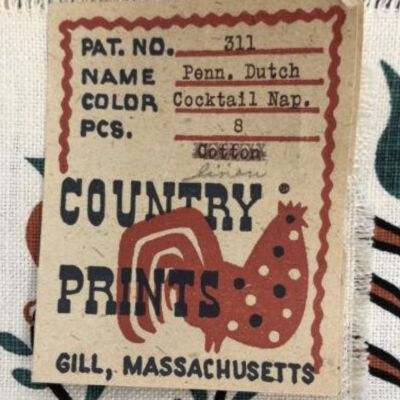 PAT. NO. 311
NAME Penn. Dutch
COLOR Cocktail Nap.
PCS. 8
Cotton
linen
COUNTRY ®
PRINTS
GILL, MASSACHUSETTS